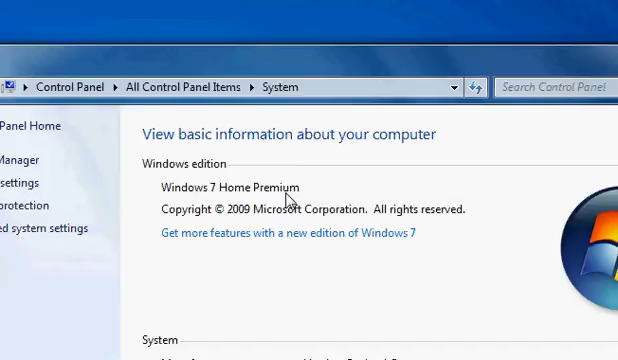 Control Panel All Control Panel Items System Search Control Panel
Panel Home
View basic information about your computer
Manager
Windows edition
settings
Windows 7 Home Premium
protection
Copyright © 2009 Microsoft Corporation. All rights reserved.
ed system settings
Get more features with a new edition of Windows 7
System